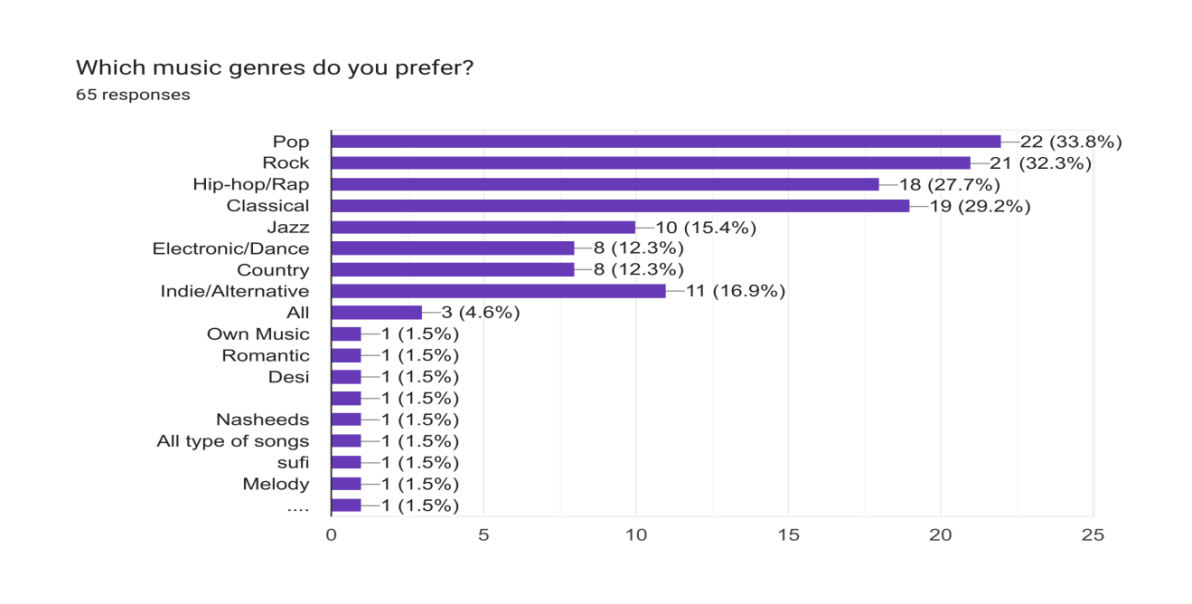 Which music genres do you prefer?
65 responses
Pop 22 (33.8%)
Rock 21 (32.3%)
Hip-hop/Rap 18 (27.7%)
Classical 19 (29.2%)
Jazz 10 (15.4%)
Electronic/Dance 8 (12.3%)
Country 8 (12.3%)
Indie/Alternative 11 (16.9%)
All 3 (4.6%)
Own Music 1 (1.5%)
Romantic 1 (1.5%)
Desi 1 (1.5%)
1 (1.5%)
Nasheeds 1 (1.5%)
All type of songs 1 (1.5%)
sufi 1 (1.5%)
Melody 1 (1.5%)
.... 1 (1.5%)
0 5 10 15 20 25